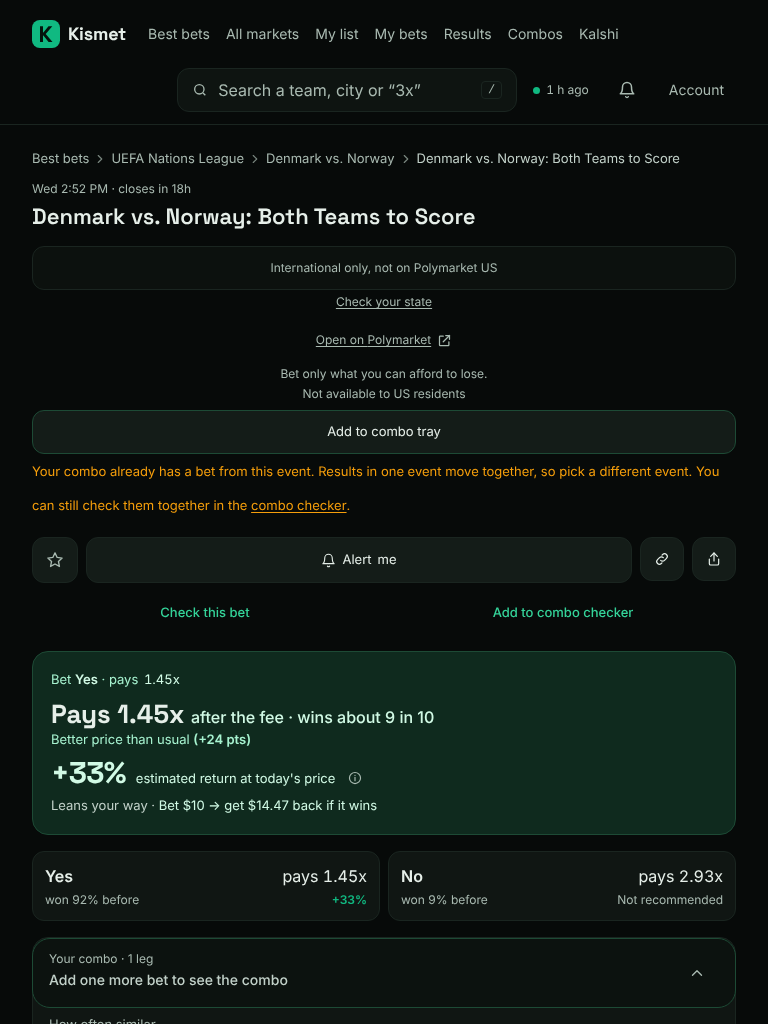 Kismet
Best bets
All markets
My list
My bets
Results
Combos
Kalshi
Search a team, city or “3x”
/
1 h ago
Account
Best bets > UEFA Nations League > Denmark vs. Norway > Denmark vs. Norway: Both Teams to Score
Wed 2:52 PM · closes in 18h
Denmark vs. Norway: Both Teams to Score
International only, not on Polymarket US
Check your state
Open on Polymarket
Bet only what you can afford to lose.
Not available to US residents
Add to combo tray
Your combo already has a bet from this event. Results in one event move together, so pick a different event. You
can still check them together in the combo checker.
Alert me
Check this bet
Add to combo checker
Bet Yes · pays 1.45x
Pays 1.45x after the fee · wins about 9 in 10
Better price than usual (+24 pts)
+33% estimated return at today's price
Leans your way · Bet $10 → get $14.47 back if it wins
Yes
pays 1.45x
won 92% before
+33%
No
pays 2.93x
won 9% before
Not recommended
Your combo · 1 leg
Add one more bet to see the combo
How often similar